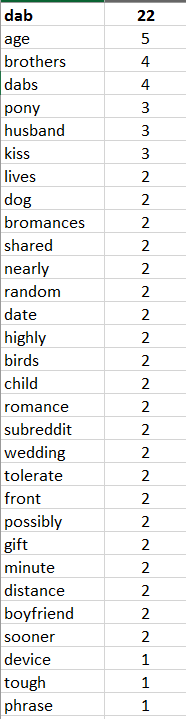 dab 22
age 5
brothers 4
dabs 4
pony 3
husband 3
kiss 3
lives 2
dog 2
bromances 2
shared 2
nearly 2
random 2
date 2
highly 2
birds 2
child 2
romance 2
subreddit 2
wedding 2
tolerate 2
front 2
possibly 2
gift 2
minute 2
distance 2
boyfriend 2
sooner 2
device 1
tough 1
phrase 1